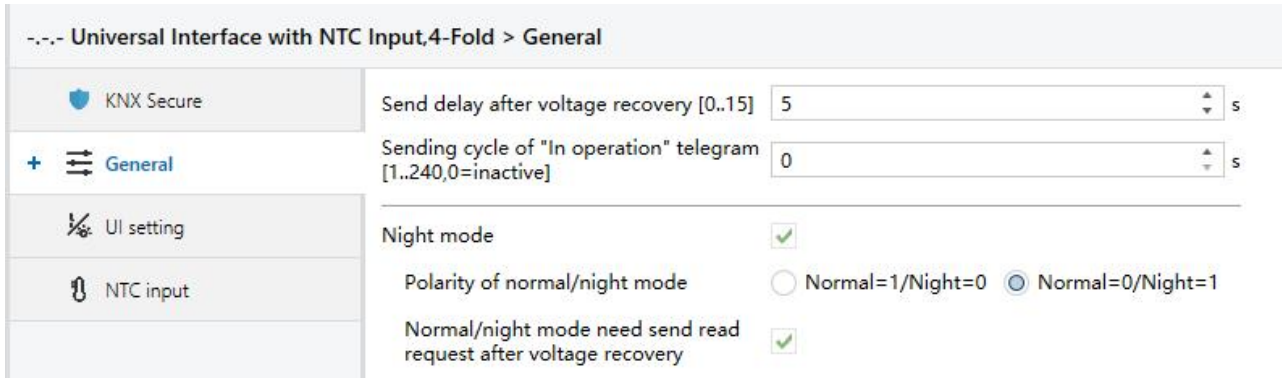 -.-.- Universal Interface with NTC Input,4-Fold > General
KNX Secure
General
UI setting
NTC input
Send delay after voltage recovery [0..15] 5 s
Sending cycle of "In operation" telegram
[1..240,0=inactive] 0 s
Night mode
Polarity of normal/night mode Normal=1/Night=0 Normal=0/Night=1
Normal/night mode need send read
request after voltage recovery